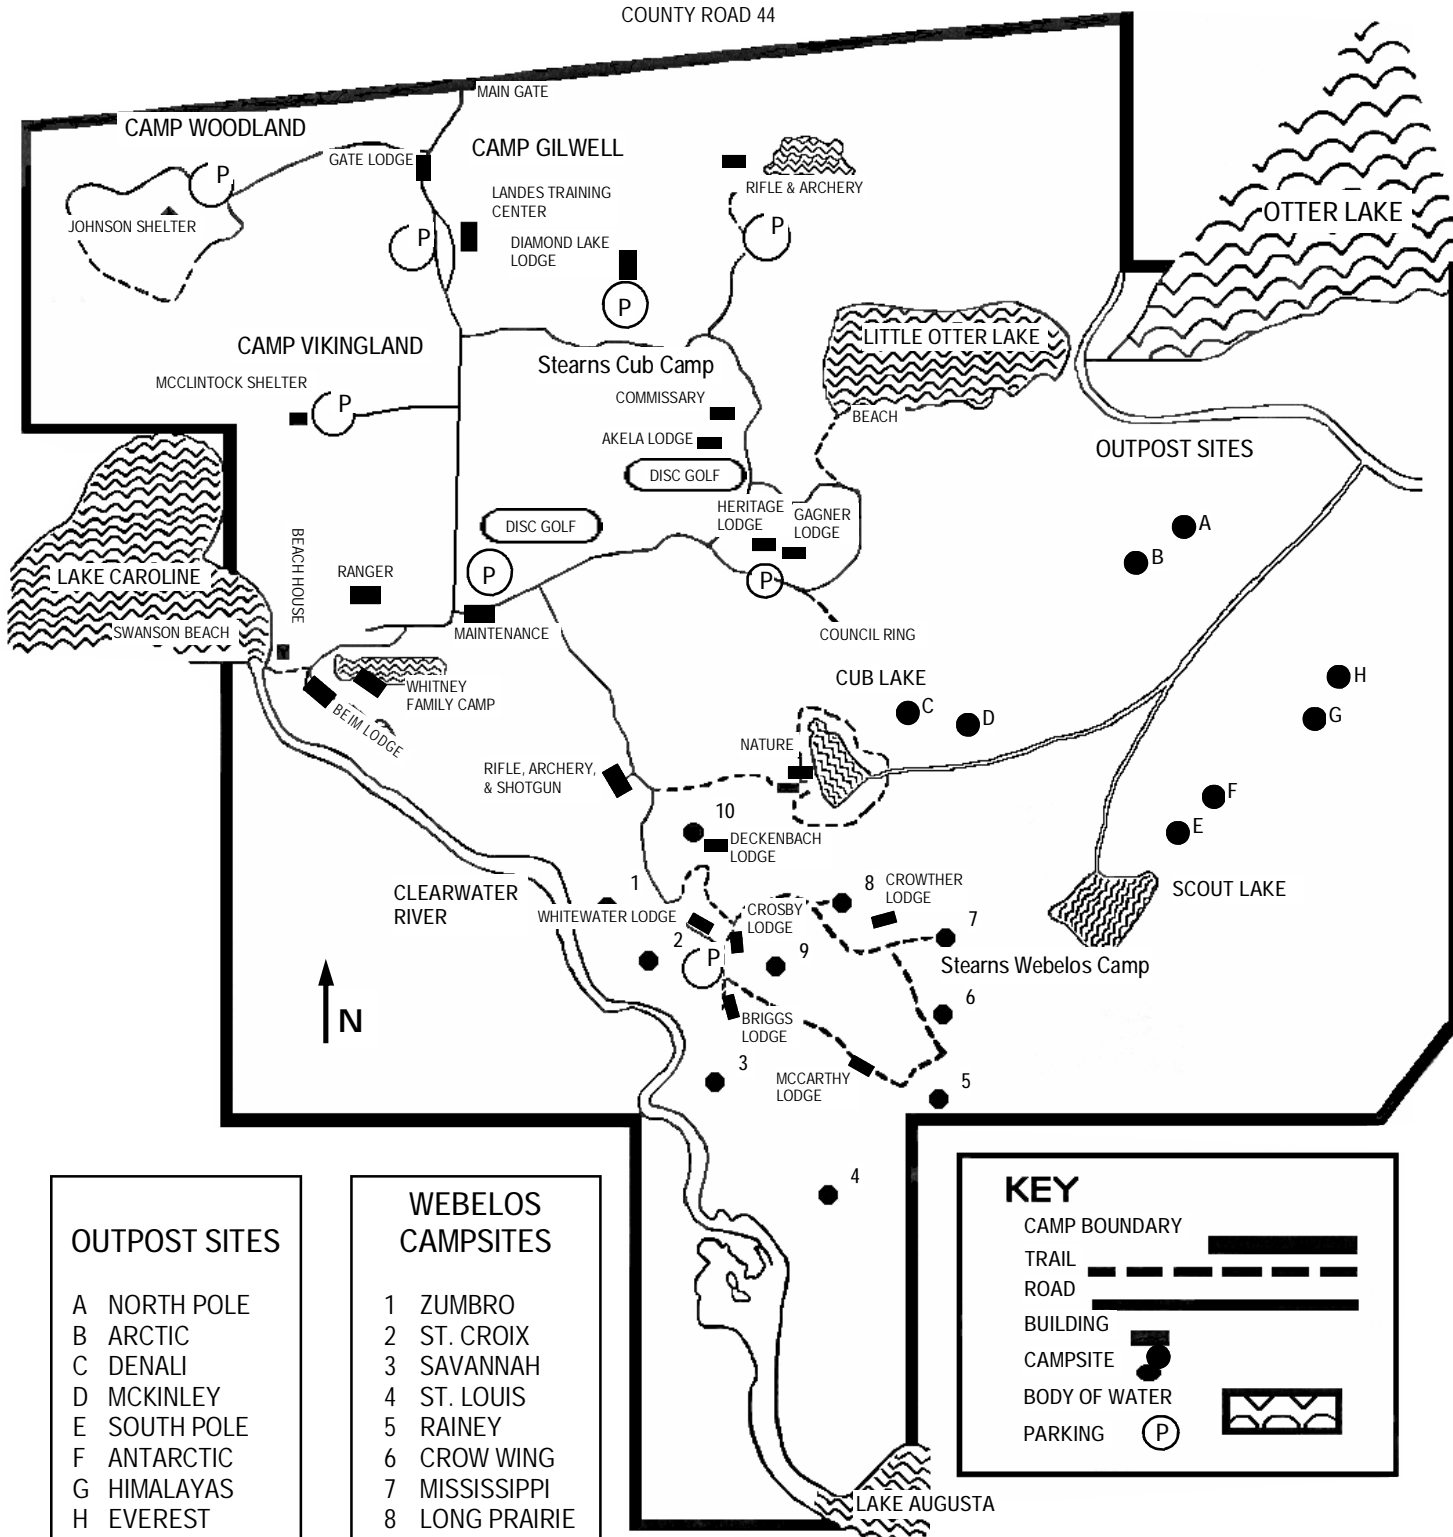 COUNTY ROAD 44
MAIN GATE
CAMP WOODLAND
GATE LODGE
CAMP GILWELL
P
JOHNSON SHELTER
LANDES TRAINING
CENTER
RIFLE & ARCHERY
OTTER LAKE
P
DIAMOND LAKE
LODGE
P
P
CAMP VIKINGLAND
Stearns Cub Camp
LITTLE OTTER LAKE
MCCLINTOCK SHELTER
P
COMMISSARY
BEACH
AKELA LODGE
OUTPOST SITES
DISC GOLF
HERITAGE
LODGE
GAGNER
LODGE
DISC GOLF
A
B
BEACH HOUSE
LAKE CAROLINE
RANGER
P
P
SWANSON BEACH
MAINTENANCE
COUNCIL RING
WHITNEY
FAMILY CAMP
BEIM LODGE
CUB LAKE
C
D
H
G
NATURE
RIFLE, ARCHERY,
& SHOTGUN
F
E
10
DECKENBACH
LODGE
CLEARWATER
RIVER
1
8
CROWTHER
LODGE
SCOUT LAKE
WHITEWATER LODGE
CROSBY
LODGE
7
2
P
9
Stearns Webelos Camp
6
N
BRIGGS
LODGE
3
MCCARTHY
LODGE
5
4
OUTPOST SITES
A NORTH POLE
B ARCTIC
C DENALI
D MCKINLEY
E SOUTH POLE
F ANTARCTIC
G HIMALAYAS
H EVEREST
WEBELOS
CAMPSITES
1 ZUMBRO
2 ST. CROIX
3 SAVANNAH
4 ST. LOUIS
5 RAINEY
6 CROW WING
7 MISSISSIPPI
8 LONG PRAIRIE
KEY
CAMP BOUNDARY
TRAIL
ROAD
BUILDING
CAMPSITE
BODY OF WATER
PARKING P
LAKE AUGUSTA